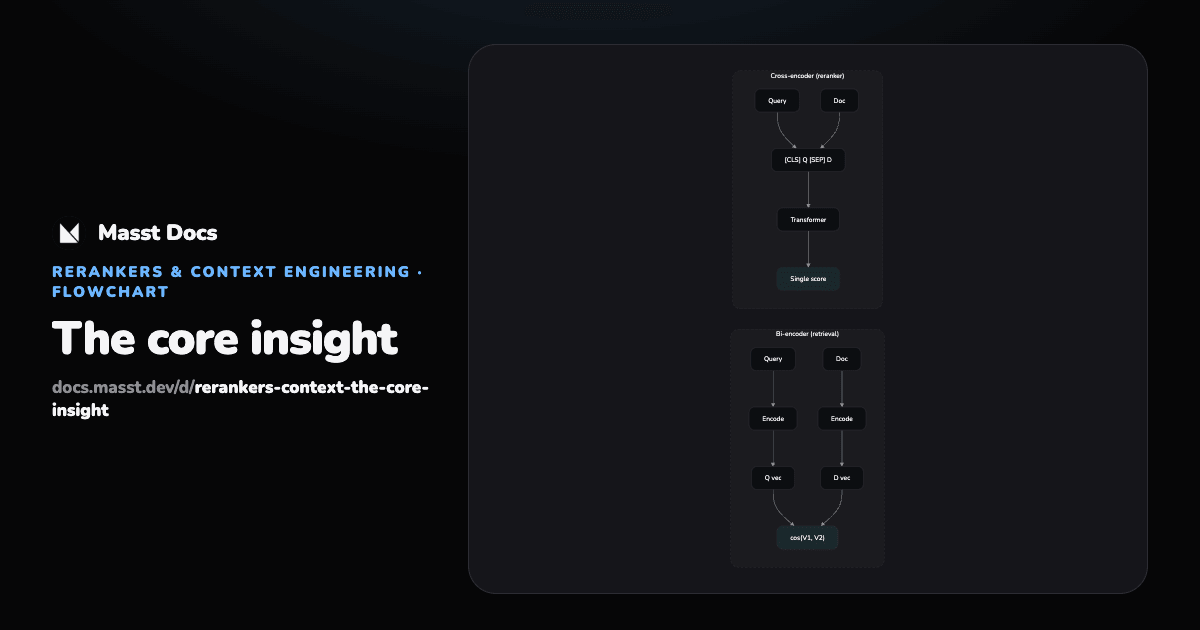 Masst Docs
RERANKERS & CONTEXT ENGINEERING ·
FLOWCHART
The core insight
docs.masst.dev/d/rerankers-context-the-core-
insight
Cross-encoder (reranker)
Query
Doc
[CLS] Q [SEP] D
Transformer
Single score
Bi-encoder (retrieval)
Query
Doc
Encode
Encode
Q vec
D vec
cos(V1, V2)